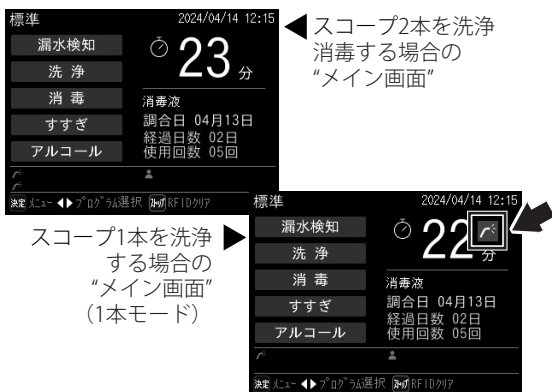 標準 2024/04/14 12:15
漏水検知
洗 浄
消 毒
すすぎ
アルコール
23 分
消毒液
調合日 04月13日
経過日数 02日
使用回数 05回
決定 メニュー ◀▶ プログラム選択 ストップ RFIDクリア
◀ スコープ2本を洗浄
消毒する場合の
“メイン画面”
スコープ1本を洗浄 ▶
する場合の
“メイン画面”
（1本モード）
標準 2024/04/14 12:15
漏水検知
洗 浄
消 毒
すすぎ
アルコール
22 分
消毒液
調合日 04月13日
経過日数 02日
使用回数 05回
決定 メニュー ◀▶ プログラム選択 ストップ RFIDクリア